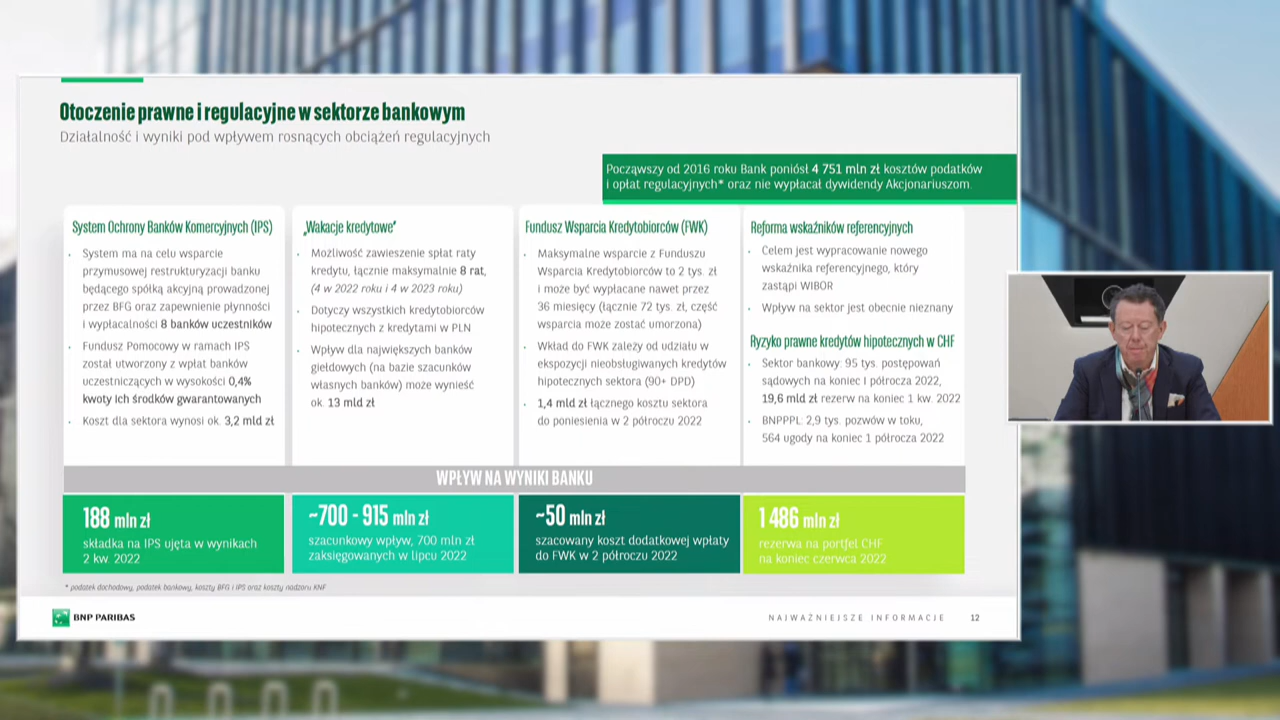 Otoczenie prawne i regulacyjne w sektorze bankowym
Działalność i wyniki pod wpływem rosnących obciążeń regulacyjnych
Począwszy od 2016 roku Bank poniósł 4 751 mln zł kosztów podatków
i opłat regulacyjnych* oraz nie wypłacał dywidendy Akcjonariuszom.
System Ochrony Banków Komercyjnych (IPS)
System ma na celu wsparcie
przymusowej restrukturyzacji banku
będącego spółką akcyjną prowadzonej
przez BFG oraz zapewnienie płynności
i wypłacalności 8 banków uczestników
Fundusz Pomocowy w ramach IPS
został utworzony z wpłat banków
uczestniczących w wysokości 0,4%
kwoty ich środków gwarantowanych
Koszt dla sektora wynosi ok. 3,2 mld zł
„Wakacje kredytowe"
Możliwość zawieszenie spłat raty
kredytu, łącznie maksymalnie 8 rat,
(4 w 2022 roku i 4 w 2023 roku)
Dotyczy wszystkich kredytobiorców
hipotecznych z kredytami w PLN
Wpływ dla największych banków
giełdowych (na bazie szacunków
własnych banków) może wynieść
ok. 13 mld zł
Fundusz Wsparcia Kredytobiorców (FWK)
Maksymalne wsparcie z Funduszu
Wsparcia Kredytobiorców to 2 tys. zł
i może być wypłacane nawet przez
36 miesięcy (łącznie 72 tys. zł, część
wsparcia może zostać umorzona)
Wkład do FWK zależy od udziału w
ekspozycji nieobsługiwanych kredytów
hipotecznych sektora (90+ DPD)
1,4 mld zł łącznego kosztu sektora
do poniesienia w 2 półroczu 2022
Reforma wskaźników referencyjnych
Celem jest wypracowanie nowego
wskaźnika referencyjnego, który
zastąpi WIBOR
Wpływ na sektor jest obecnie nieznany
Ryzyko prawne kredytów hipotecznych w CHF
Sektor bankowy: 95 tys. postępowań
sądowych na koniec I półrocza 2022,
19,6 mld zł rezerw na koniec 1 kw. 2022
BNPPPL: 2,9 tys. pozwów w toku,
564 ugody na koniec 1 półrocza 2022
WPŁYW NA WYNIKI BANKU
188 mln zł
składka na IPS ujęta w wynikach
2 kw. 2022
~700 - 915 mln zł
szacunkowy wpływ, 700 mln zł
zaksięgowanych w lipcu 2022
~50 mln zł
szacowany koszt dodatkowej wpłaty
do FWK w 2 półroczu 2022
1 486 mln zł
rezerwa na portfel CHF
na koniec czerwca 2022
* podatek dochodowy, podatek bankowy, koszty BFG i IPS oraz koszty nadzoru KNF
BNP PARIBAS
NAJWAŻNIEJSZE INFORMACJE 12